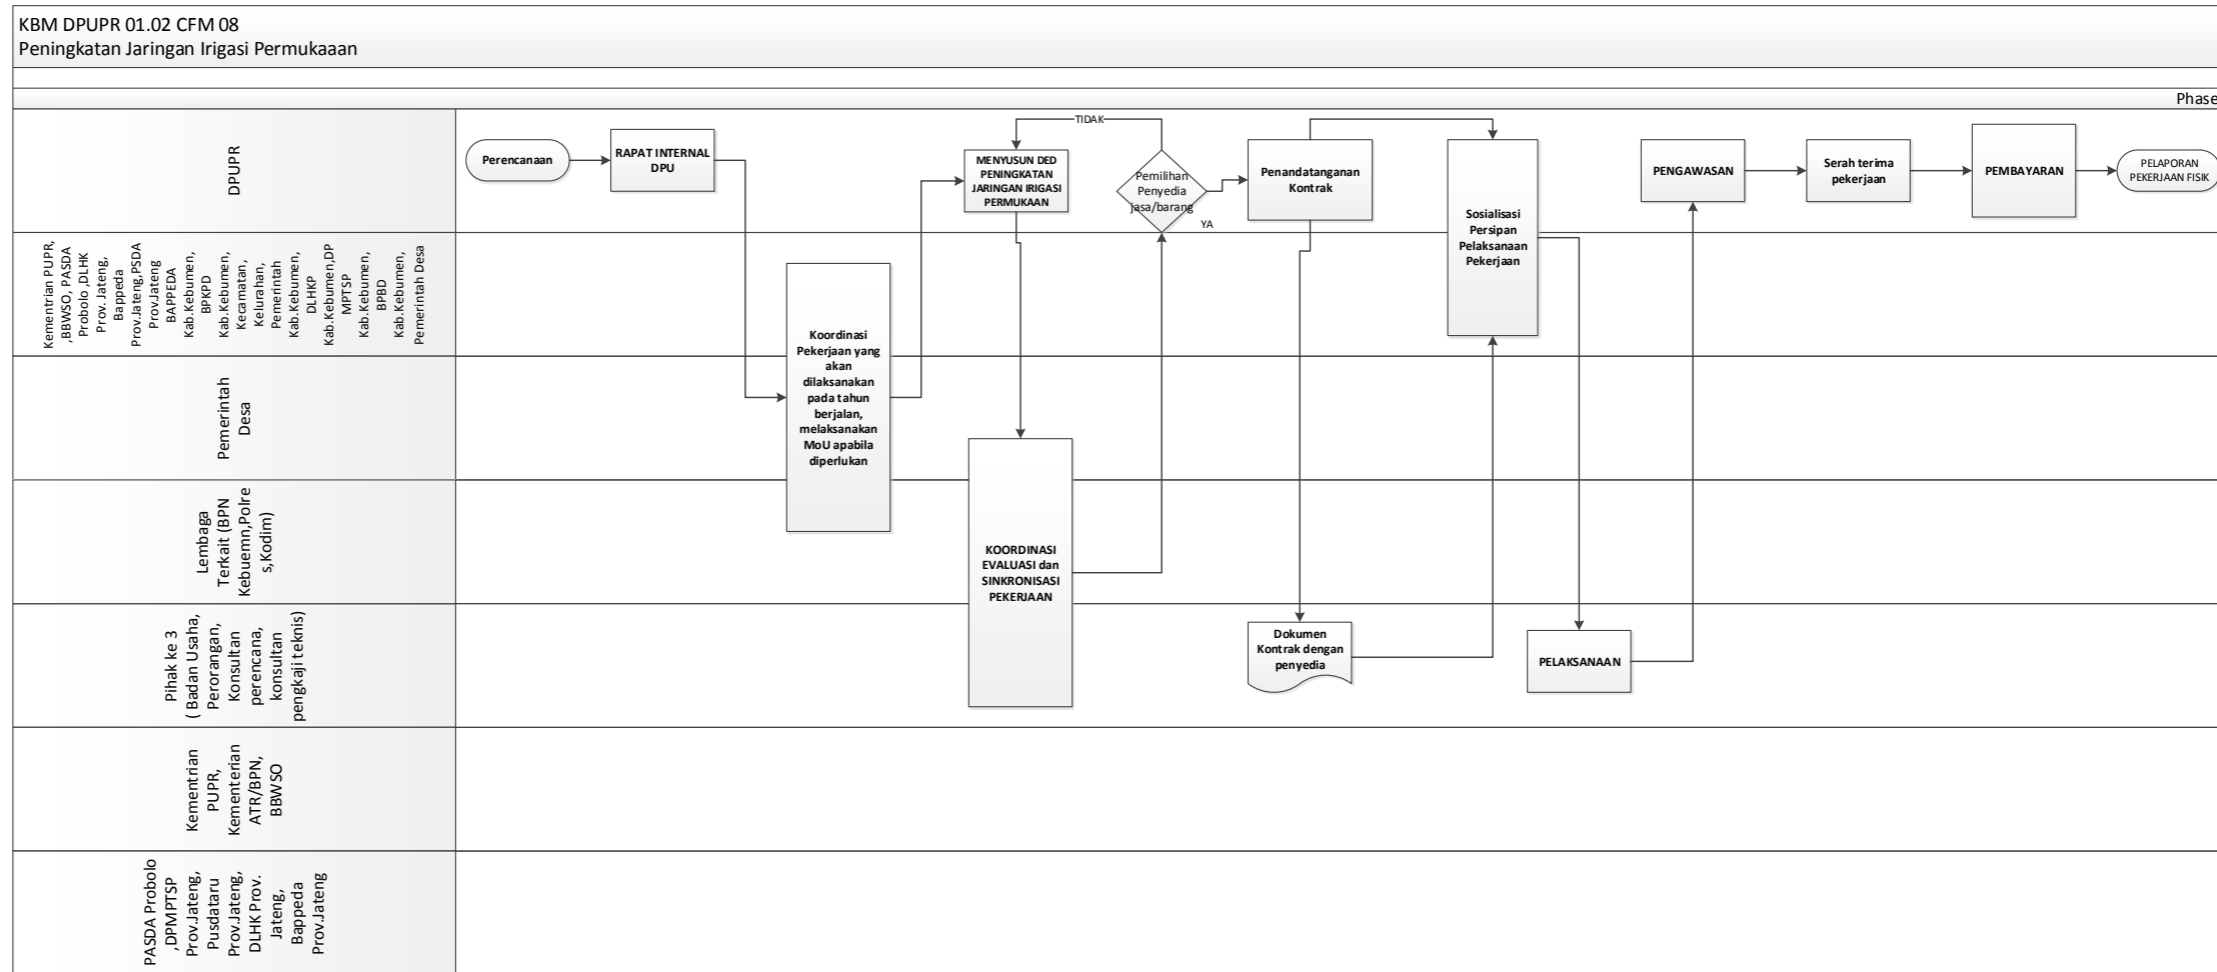 KBM DPUPR 01.02 CFM 08
Peningkatan Jaringan Irigasi Permukaaan
Phase
DPUPR
Perencanaan
RAPAT INTERNAL
DPU
MENYUSUN DED
PENINGKATAN
JARINGAN IRIGASI
PERMUKAAN
TIDAK
Pemilihan
Penyedia
jasa/barang
YA
Penandatanganan
Kontrak
Sosialisasi
Persipan
Pelaksanaan
Pekerjaan
PENGAWASAN
Serah terima
pekerjaan
PEMBAYARAN
PELAPORAN
PEKERJAAN FISIK
Kementrian PUPR,
,BBWSO, PASDA
Probolo ,DLHK
Prov. Jateng,
Bappeda
Prov.Jateng,PSDA
Prov.Jateng
BAPPEDA
Kab.Kebumen,
BPKPD
Kab.Kebumen,
Kecamatan,
Kelurahan,
Pemerintah
Kab.Kebumen,
DLHKP
Kab.Kebumen,DP
MPTSP
Kab.Kebumen,
BPBD
Kab.Kebumen,
Pemerintah Desa
Koordinasi
Pekerjaan yang
akan
dilaksanakan
pada tahun
berjalan,
melaksanakan
MoU apabila
diperlukan
Pemerintah
Desa
Lembaga
Terkait (BPN
Kebuemn,Polre
s,Kodim)
KOORDINASI
EVALUASI dan
SINKRONISASI
PEKERJAAN
Pihak ke 3
( Badan Usaha,
Perorangan,
Konsultan
perencana,
konsultan
pengkaji teknis)
Dokumen
Kontrak dengan
penyedia
PELAKSANAAN
Kementrian
PUPR,
Kementerian
ATR/BPN,
BBWSO
PASDA Probolo
,DPMPTSP
Prov.Jateng,
Pusdataru
Prov.Jateng,
DLHK Prov.
Jateng,
Bappeda
Prov.Jateng